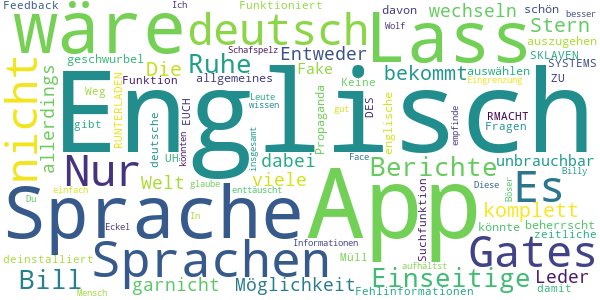 Feedback Ich Funktioniert davon schön besser
wäre deutsch Lass wechseln Wolf Stern
geschwurbel Schafspelz Entweder auszugehen
nicht allerdings Die Ruhe Fake bekommt SKLAVEN
Funktion allgemeines Keine auswählen SYSTEMS ZU
Weg RUNTERLADEN EUCH Leute wissen DES Eingrenzung
Englisch
gibt deutsche könnten gut Propaganda englische empfinde RMACHT Fragen
UHs insgesamt
Nur dabei Face Berichte unbrauchbar
Welt viele Diese Es Böser Billy
einfach Du glaube enttäuscht App komplett
Sprache In Suchfunktion könnte beherrscht
Eckel Sprachen Informationen Gates zeitliche
deinstalliert Müll aufhaltst
Bill garnicht Möglichkeit Einseitige Leder
Mensch Fehlinformationen damit